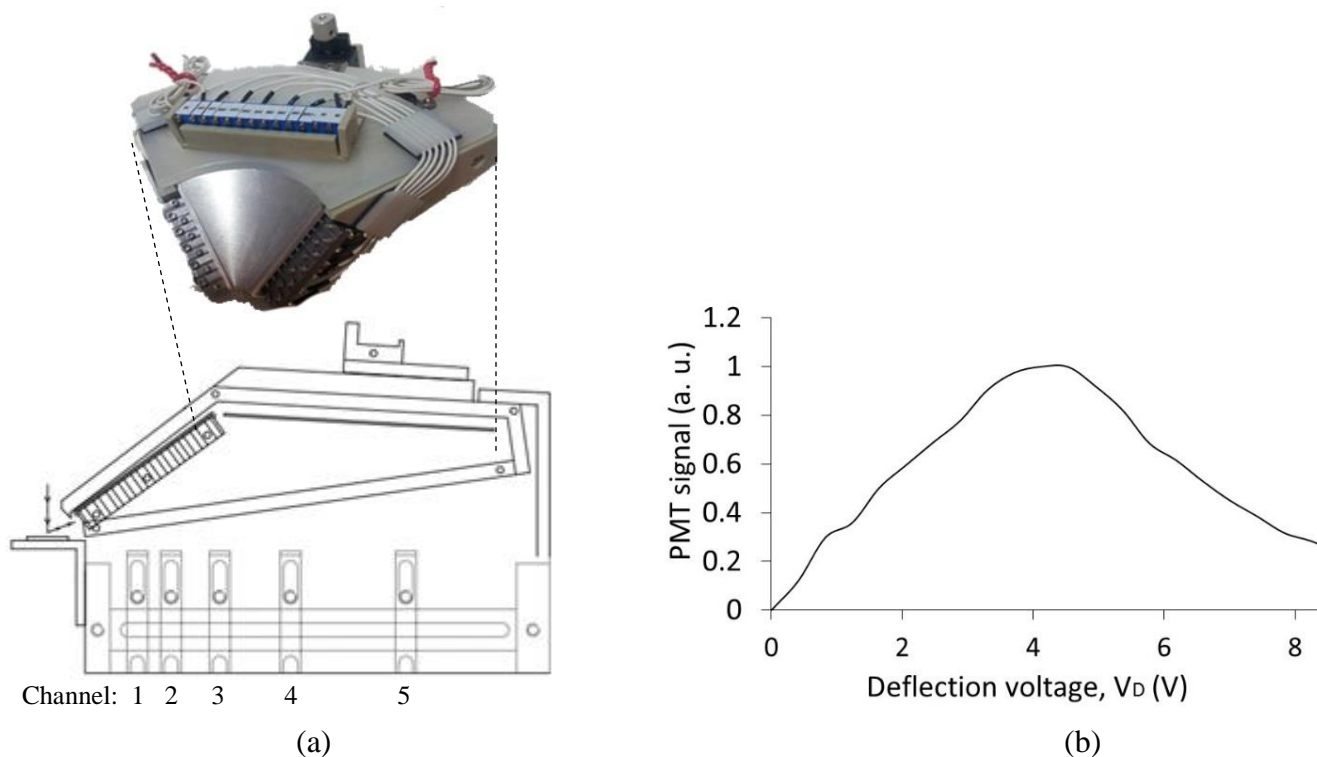 Channel: 1 2 3 4 5
(a)
PMT signal (a. u.)
1.2
1
0.8
0.6
0.4
0.2
0
0 2 4 6 8
Deflection voltage, VD (V)
(b)